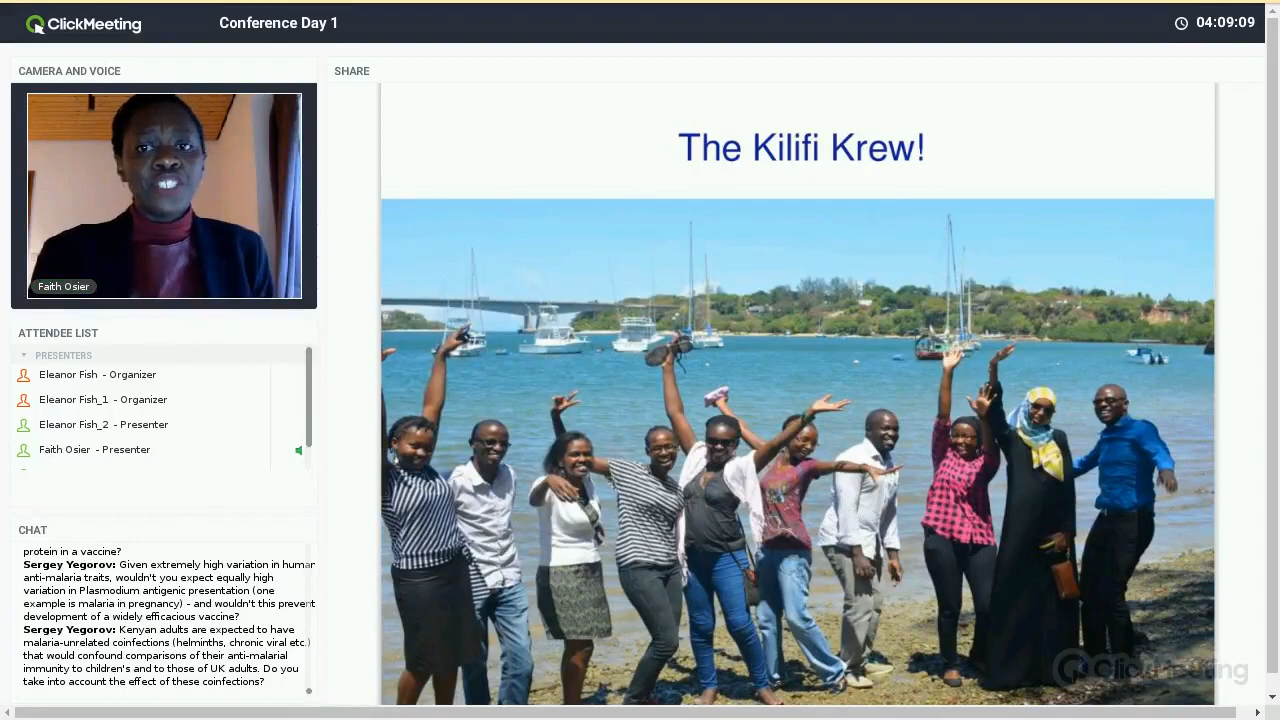 ClickMeeting
Conference Day 1
04:09:09
CAMERA AND VOICE
Faith Osier
ATTENDEE LIST
PRESENTERS
Eleanor Fish - Organizer
Eleanor Fish_1 - Organizer
Eleanor Fish_2 - Presenter
Faith Osier - Presenter
CHAT
protein in a vaccine?
Sergey Yegorov: Given extremely high variation in human
anti-malaria traits, wouldn't you expect equally high
variation in Plasmodium antigenic presentation (one
example is malaria in pregnancy) - and wouldn't this prevent
development of a widely efficacious vaccine?
Sergey Yegorov: Kenyan adults are expected to have
malaria-unrelated coinfections (helminths, chronic viral etc.)
that would confound comparisons of their anti-malarial
immunity to children's and to those of UK adults. Do you
take into account the effect of these coinfections?
SHARE
The Kilifi Krew!
ClickMeeting